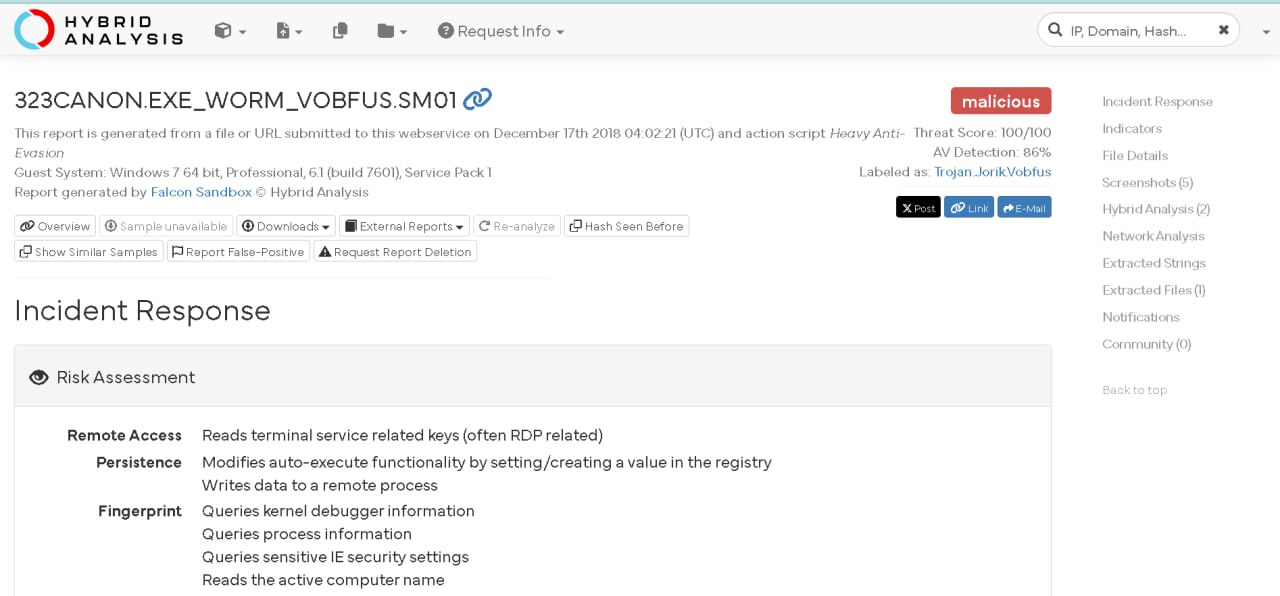 HYBRID
ANALYSIS
Request Info
IP, Domain, Hash...
323CANON.EXE_WORM_VOBFUS.SM01
malicious
This report is generated from a file or URL submitted to this webservice on December 17th 2018 04:02:21 (UTC) and action script Heavy Anti-
Evasion
Guest System: Windows 7 64 bit, Professional, 6.1 (build 7601), Service Pack 1
Report generated by Falcon Sandbox © Hybrid Analysis
Threat Score: 100/100
AV Detection: 86%
Labeled as: Trojan.Jorik.Vobfus
X Post Link E-Mail
Overview Sample unavailable Downloads External Reports Re-analyze Hash Seen Before
Show Similar Samples Report False-Positive Request Report Deletion
Incident Response
Risk Assessment
Remote Access Reads terminal service related keys (often RDP related)
Persistence Modifies auto-execute functionality by setting/creating a value in the registry
Writes data to a remote process
Fingerprint Queries kernel debugger information
Queries process information
Queries sensitive IE security settings
Reads the active computer name
Incident Response
Indicators
File Details
Screenshots (5)
Hybrid Analysis (2)
Network Analysis
Extracted Strings
Extracted Files (1)
Notifications
Community (0)
Back to top